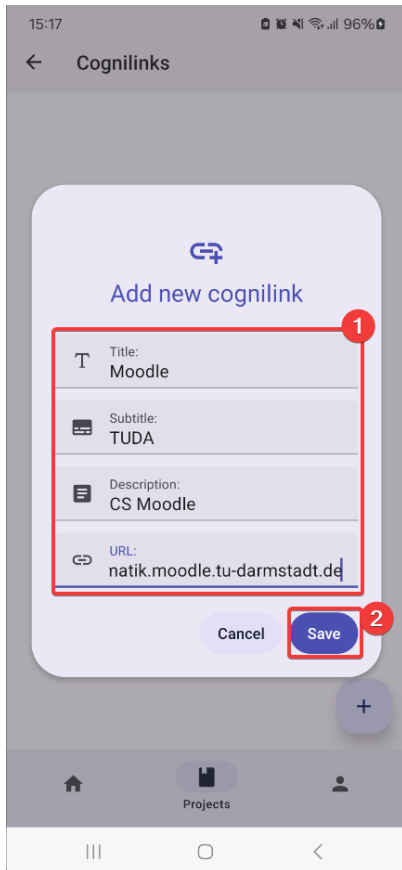 15:17 96%
Cognilinks
Add new cognilink
1
Title:
Moodle
Subtitle:
TUDA
Description:
CS Moodle
URL:
natik.moodle.tu-darmstadt.de
2
Cancel Save
Projects